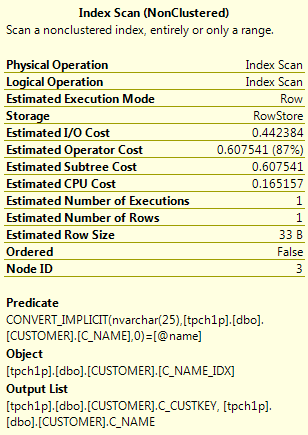 Index Scan (NonClustered)
Scan a nonclustered index, entirely or only a range.
Physical Operation Index Scan
Logical Operation Index Scan
Estimated Execution Mode Row
Storage RowStore
Estimated I/O Cost 0.442384
Estimated Operator Cost 0.607541 (87%)
Estimated Subtree Cost 0.607541
Estimated CPU Cost 0.165157
Estimated Number of Executions 1
Estimated Number of Rows 1
Estimated Row Size 33 B
Ordered False
Node ID 3
Predicate
CONVERT_IMPLICIT(nvarchar(25),[tpch1p].[dbo].
[CUSTOMER].[C_NAME],0)=[@name]
Object
[tpch1p].[dbo].[CUSTOMER].[C_NAME_IDX]
Output List
[tpch1p].[dbo].[CUSTOMER].C_CUSTKEY, [tpch1p].
[dbo].[CUSTOMER].C_NAME